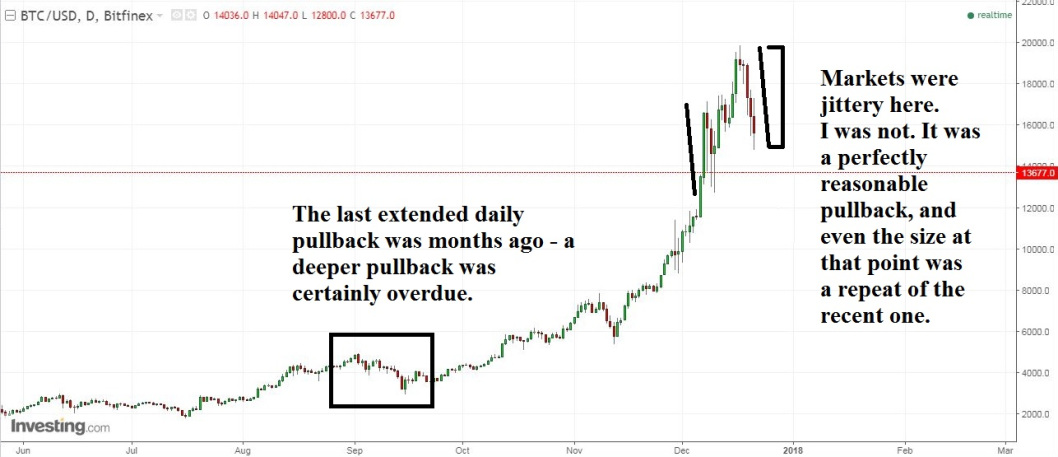 BTC/USD, D, Bitfinex O 14036.0 H 14047.0 L 12800.0 C 13677.0
realtime
22000.0
20000.0
18000.0
16000.0
14000.0
13677.0
12000.0
10000.0
8000.0
6000.0
4000.0
2000.0
Markets were
jittery here.
I was not. It was
a perfectly
reasonable
pullback, and
even the size at
that point was
a repeat of the
recent one.
The last extended daily
pullback was months ago - a
deeper pullback was
certainly overdue.
Investing.com
Jun Jul Aug Sep Oct Nov Dec 2018 Feb Mar